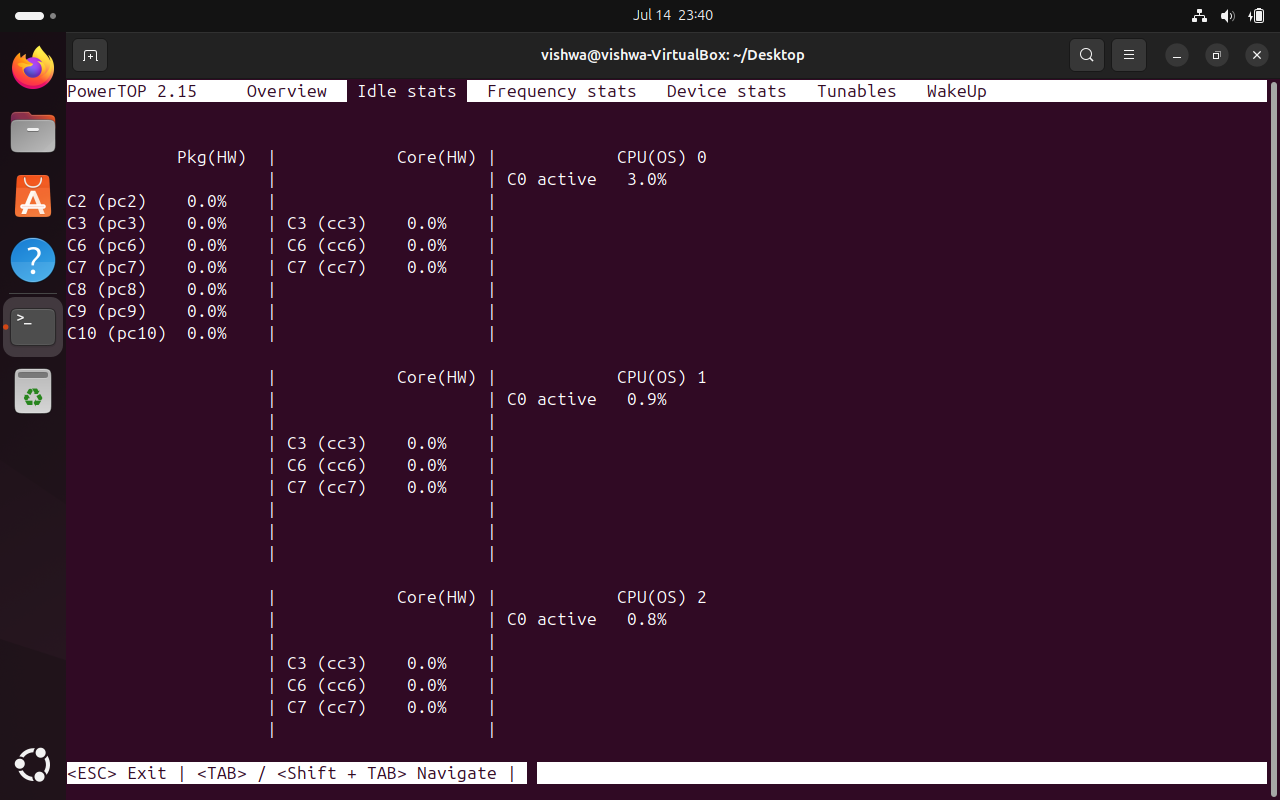 Jul 14 23:40
vishwa@vishwa-VirtualBox: ~/Desktop
PowerTOP 2.15 Overview Idle stats Frequency stats Device stats Tunables WakeUp
Pkg(HW) | Core(HW) | CPU(OS) 0
| | C0 active 3.0%
C2 (pc2) 0.0% | |
C3 (pc3) 0.0% | C3 (cc3) 0.0% |
C6 (pc6) 0.0% | C6 (cc6) 0.0% |
C7 (pc7) 0.0% | C7 (cc7) 0.0% |
C8 (pc8) 0.0% | |
C9 (pc9) 0.0% | |
C10 (pc10) 0.0% | |
| Core(HW) | CPU(OS) 1
| | C0 active 0.9%
| |
| C3 (cc3) 0.0% |
| C6 (cc6) 0.0% |
| C7 (cc7) 0.0% |
| |
| |
| |
| Core(HW) | CPU(OS) 2
| | C0 active 0.8%
| |
| C3 (cc3) 0.0% |
| C6 (cc6) 0.0% |
| C7 (cc7) 0.0% |
| |
<ESC> Exit | <TAB> / <Shift + TAB> Navigate |